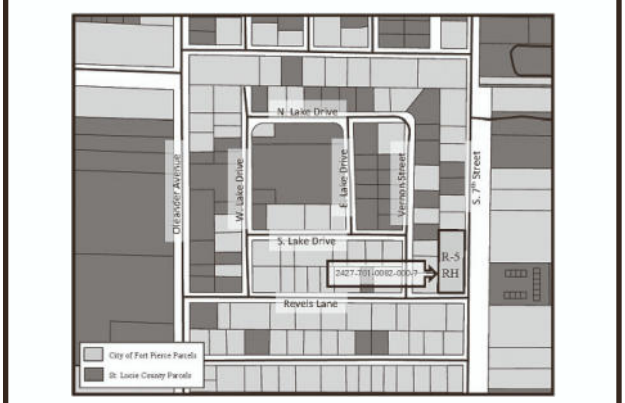 N. Lake Drive
Oleander Avenue
W. Lake Drive
E. Lake Drive
Vernon Street
S. 7th Street
S. Lake Drive
R-5
RH
2427-701-0082-000-7
Revels Lane
City of Fort Pierce Parcels
St. Lucie County Parcels